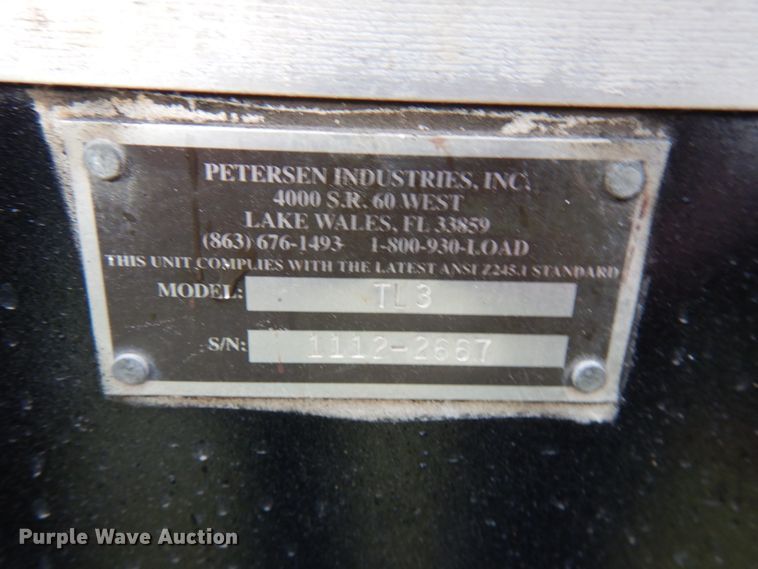 PETERSEN INDUSTRIES, INC.
4000 S.R. 60 WEST
LAKE WALES, FL 33859
(863) 676-1493 1-800-930-LOAD
THIS UNIT COMPLIES WITH THE LATEST ANSI Z245.1 STANDARD
MODEL: TL3
S/N: 1112-2667
Purple Wave Auction